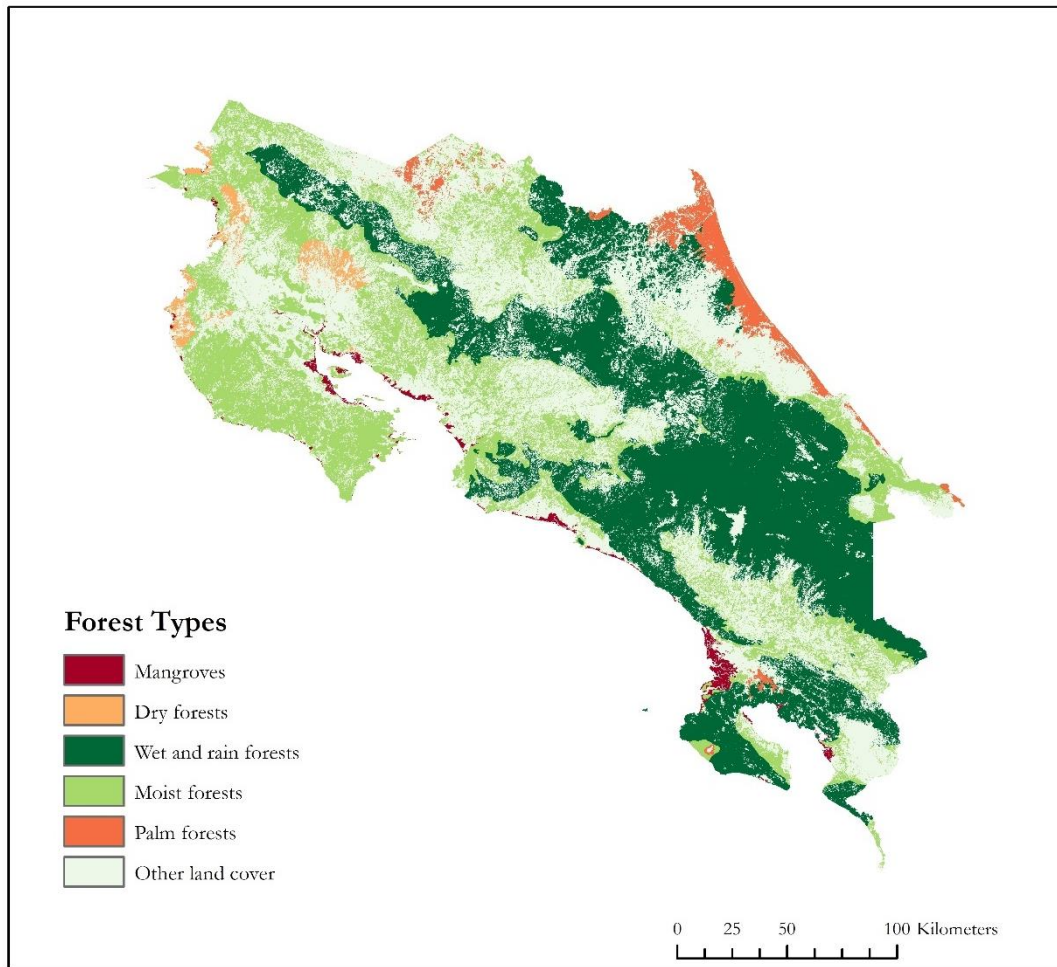 Forest Types
Mangroves
Dry forests
Wet and rain forests
Moist forests
Palm forests
Other land cover
0 25 50 100 Kilometers